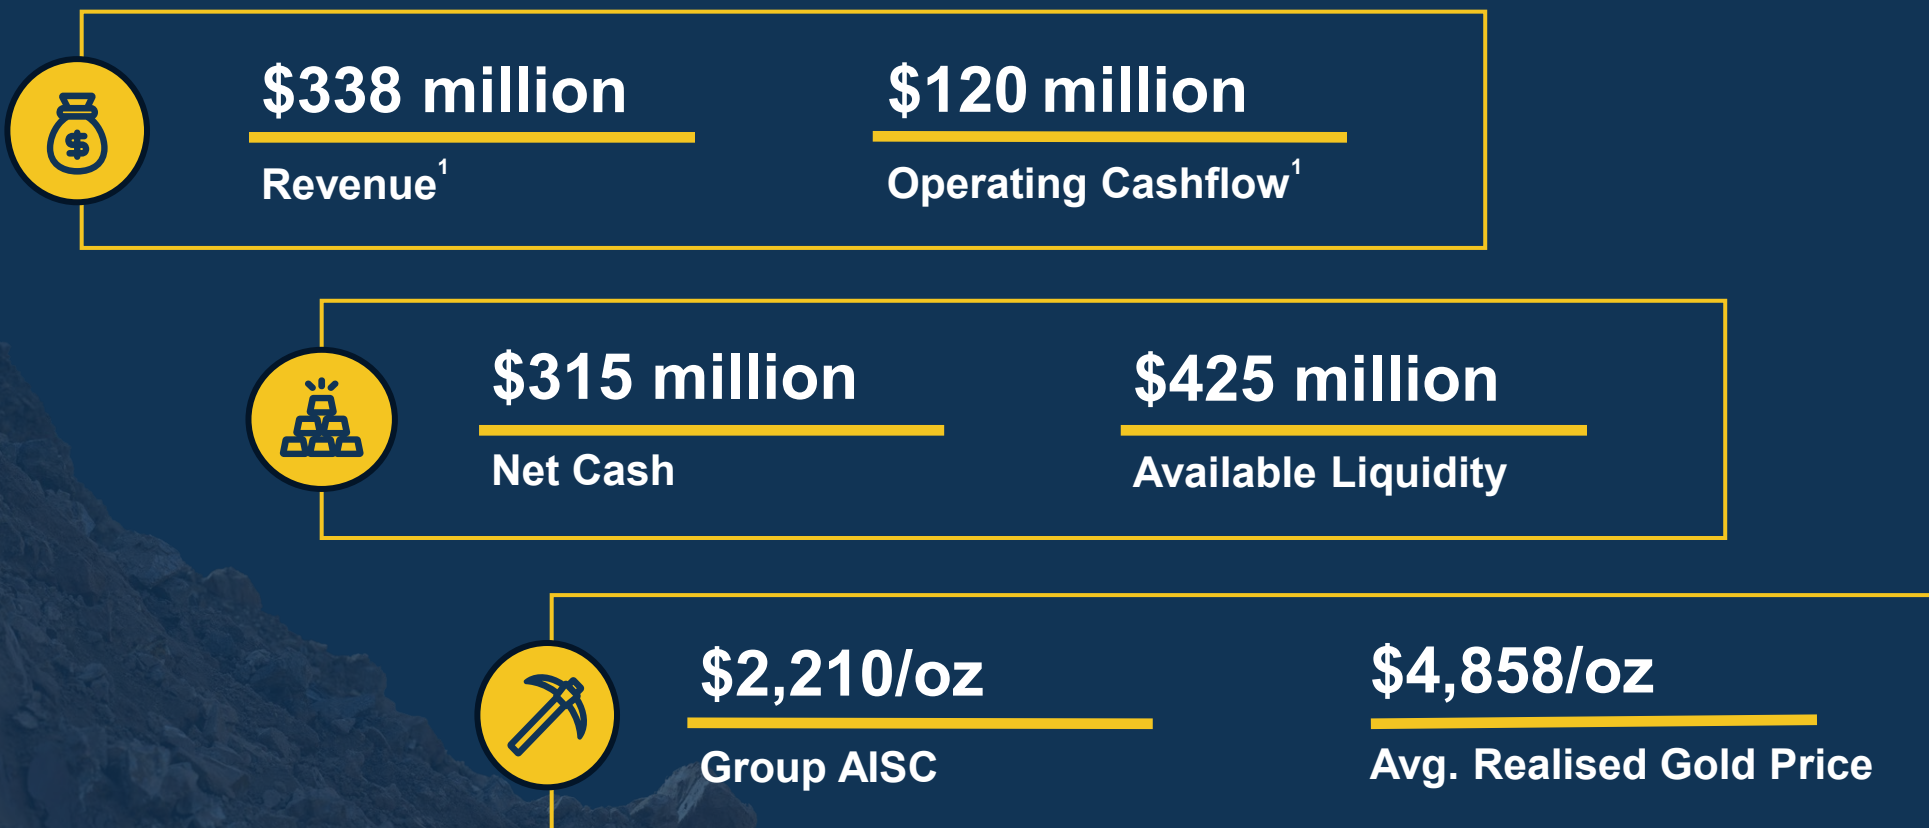 $338 million
$120 million
Revenue¹
Operating Cashflow¹
$315 million
$425 million
Net Cash
Available Liquidity
$2,210/oz
$4,858/oz
Group AISC
Avg. Realised Gold Price